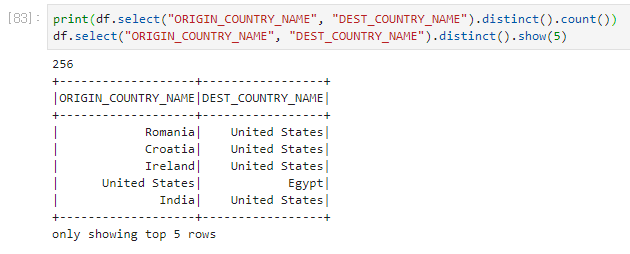 [83]: print(df.select("ORIGIN_COUNTRY_NAME", "DEST_COUNTRY_NAME").distinct().count())
df.select("ORIGIN_COUNTRY_NAME", "DEST_COUNTRY_NAME").distinct().show(5)
256
+-------------------+-----------------+
|ORIGIN_COUNTRY_NAME|DEST_COUNTRY_NAME|
+-------------------+-----------------+
|            Romania|    United States|
|            Croatia|    United States|
|            Ireland|    United States|
|      United States|            Egypt|
|              India|    United States|
+-------------------+-----------------+
only showing top 5 rows